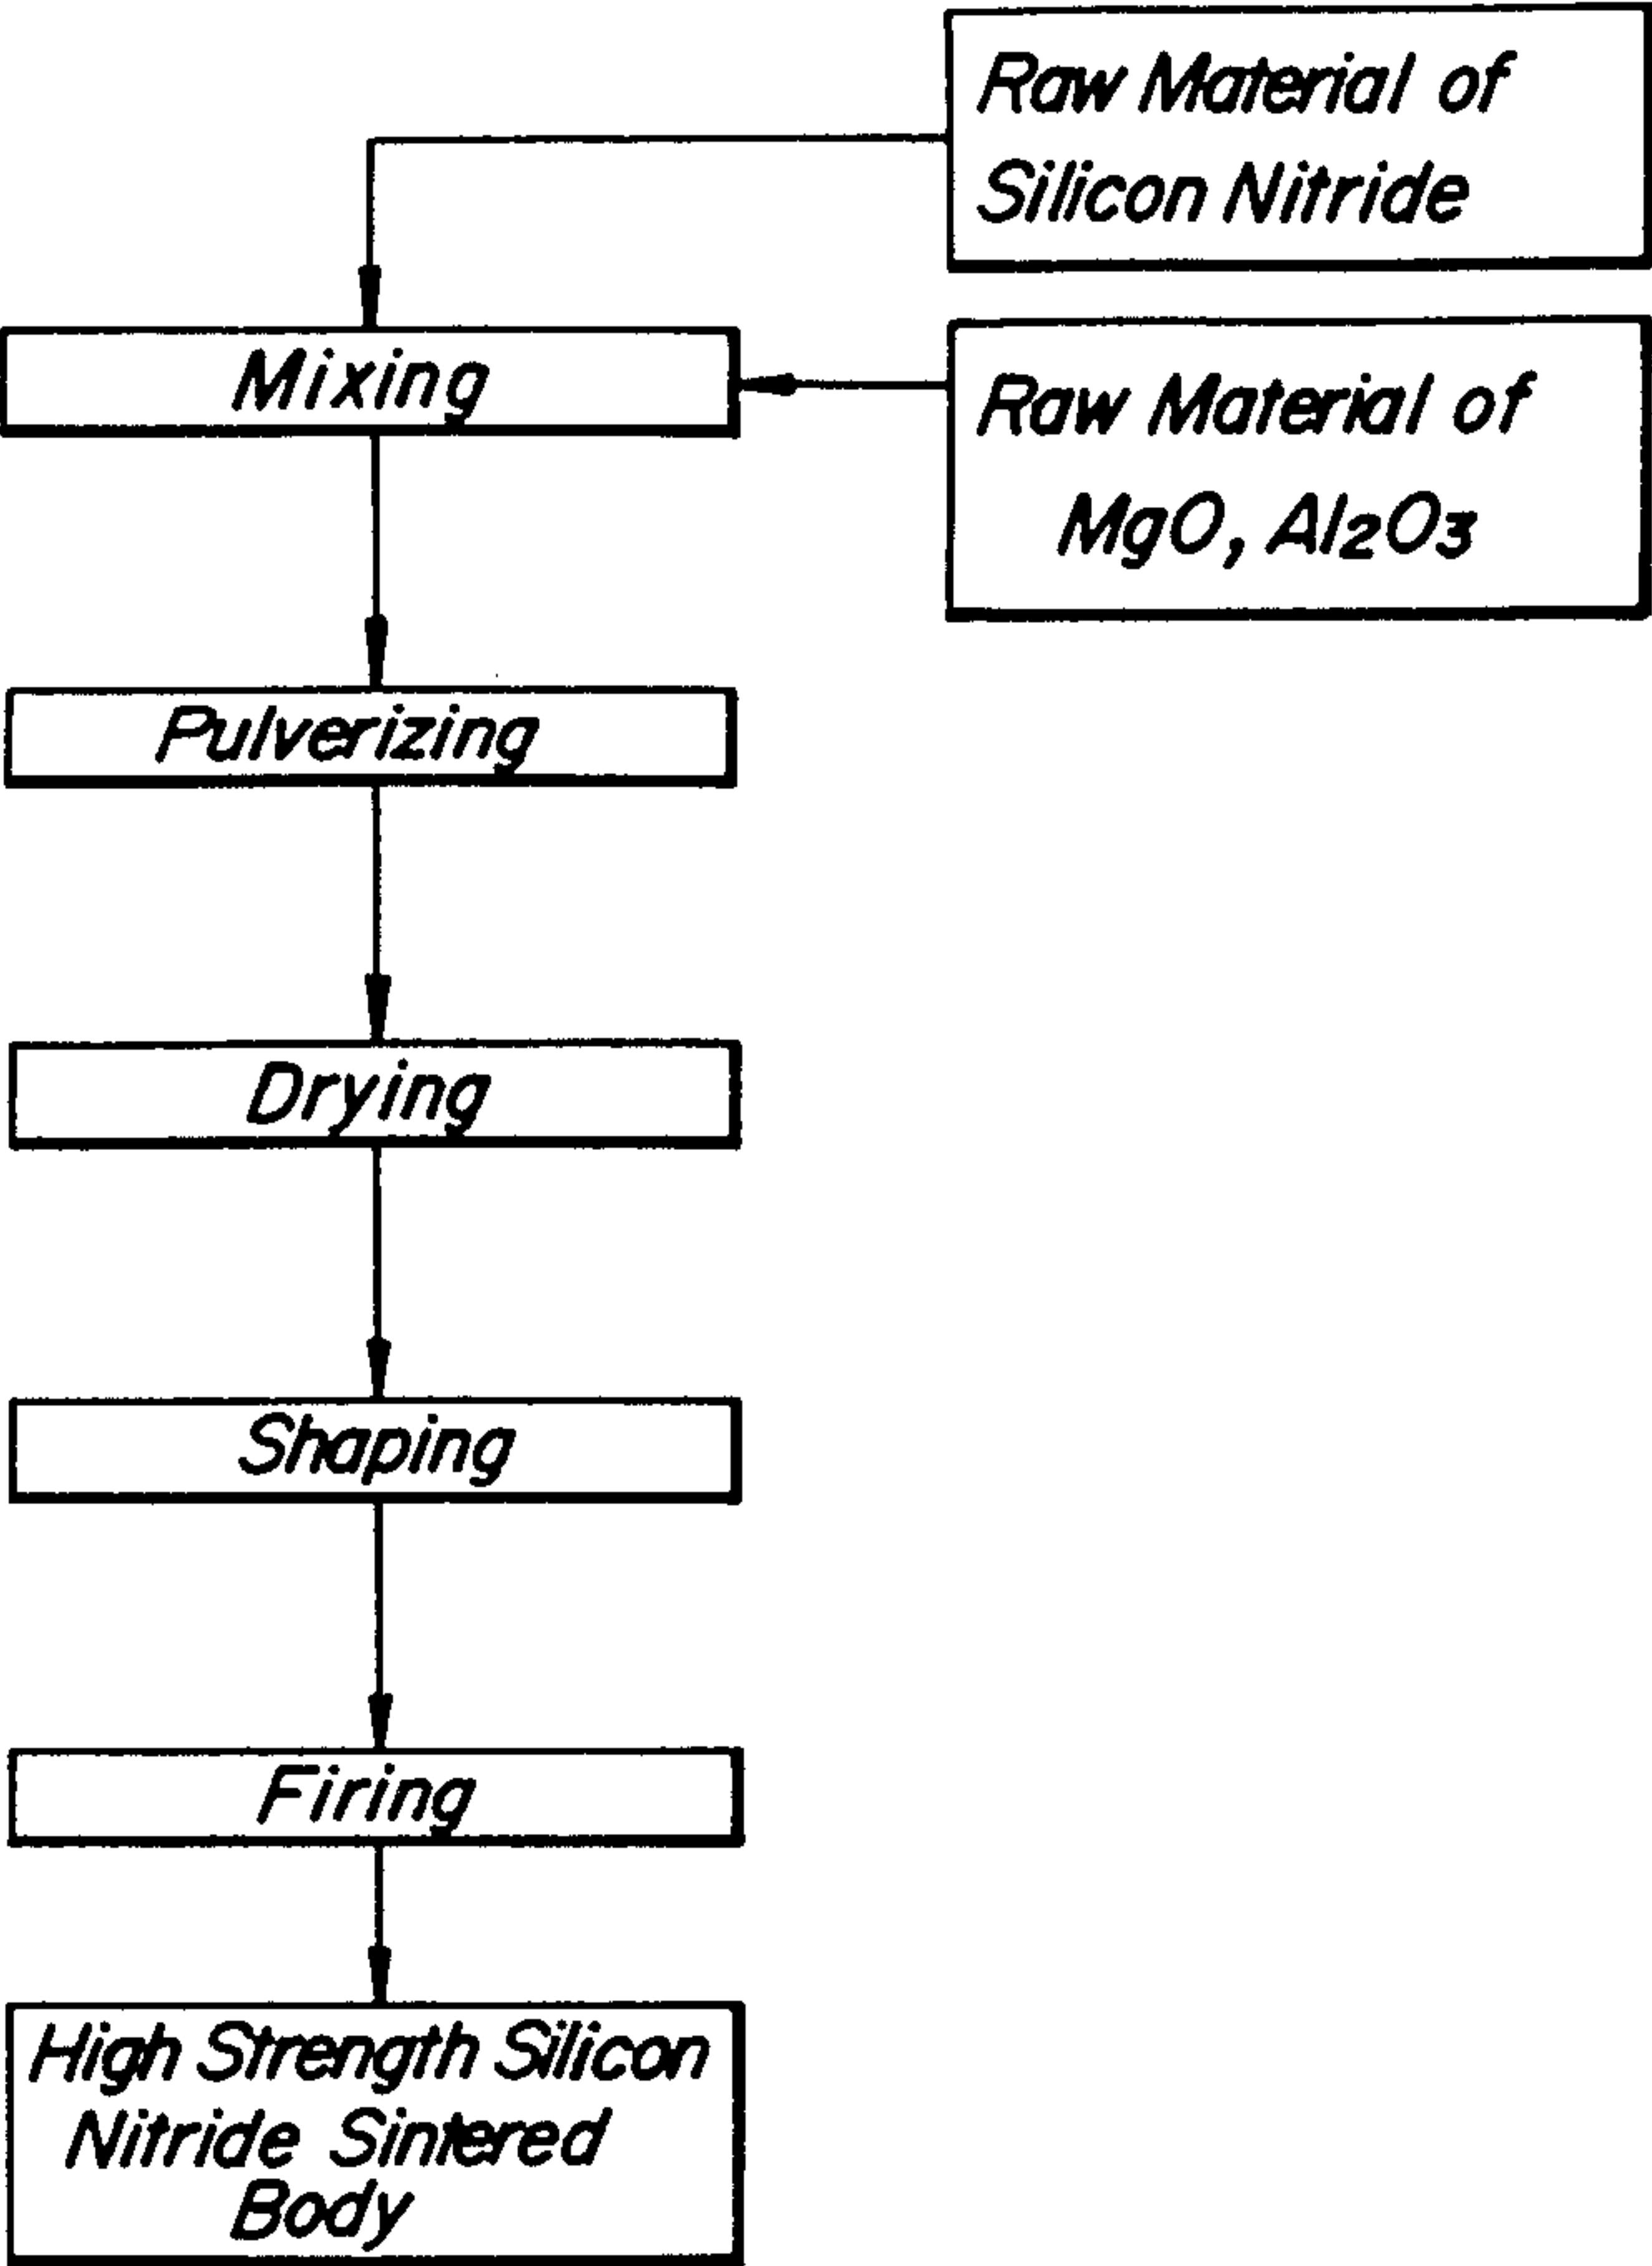 Raw Material of
Silicon Nitride
Mixing
Raw Material of
MgO, Al₂O₃
Pulverizing
Drying
Shaping
Firing
High Strength Silicon
Nitride Sintered
Body